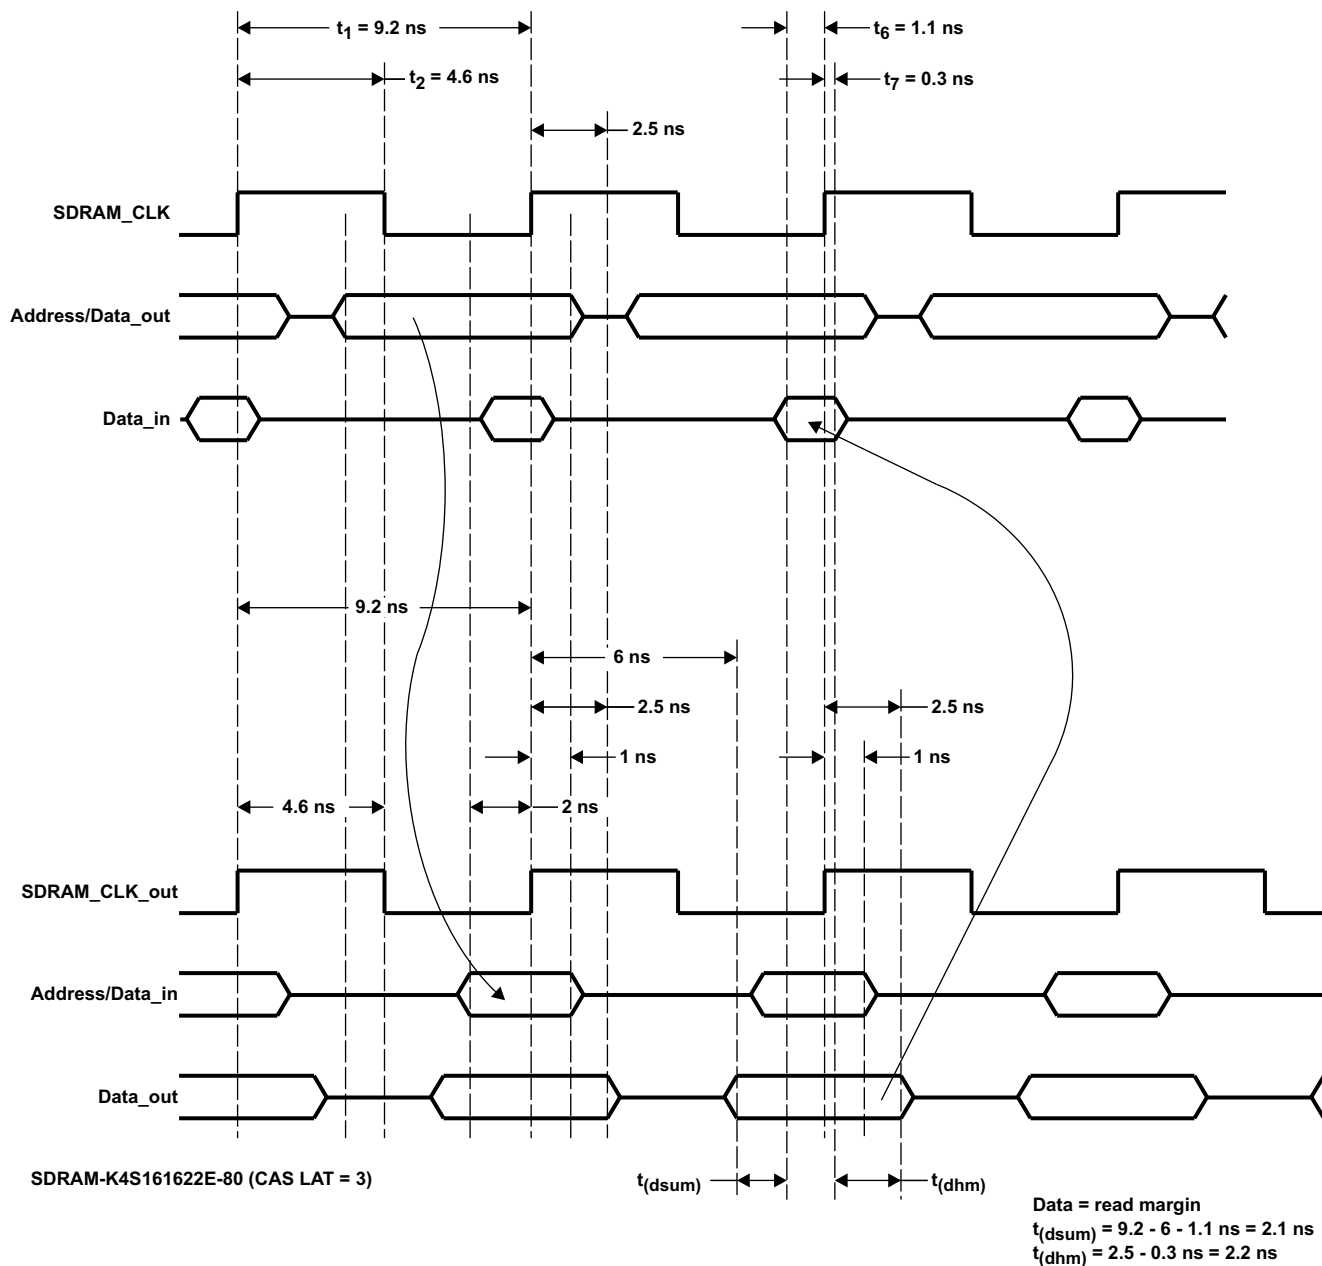 t1 = 9.2 ns
t6 = 1.1 ns
t2 = 4.6 ns
t7 = 0.3 ns
2.5 ns
SDRAM_CLK
Address/Data_out
Data_in
9.2 ns
6 ns
2.5 ns
2.5 ns
1 ns
1 ns
4.6 ns
2 ns
SDRAM_CLK_out
Address/Data_in
Data_out
SDRAM-K4S161622E-80 (CAS LAT = 3)
t(dsum)
t(dhm)
Data = read margin
t(dsum) = 9.2 - 6 - 1.1 ns = 2.1 ns
t(dhm) = 2.5 - 0.3 ns = 2.2 ns